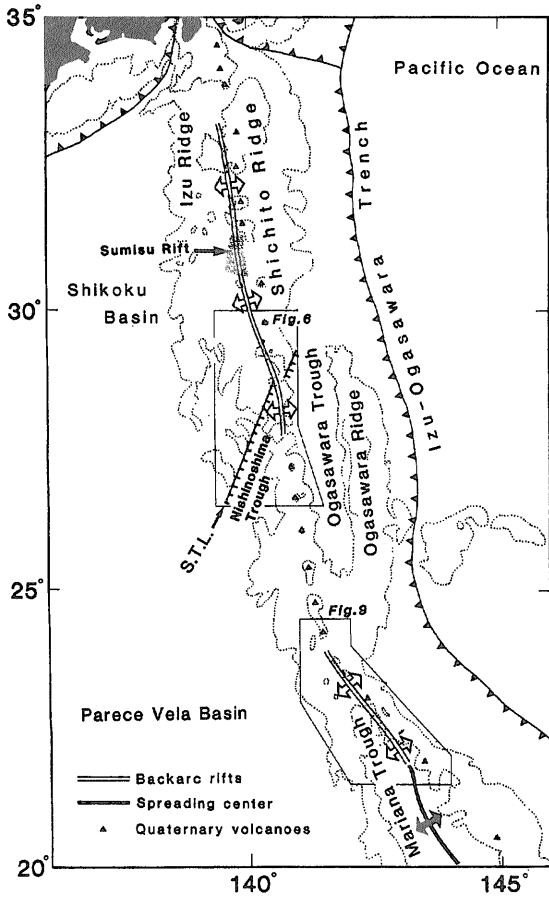 35°
Pacific Ocean
Izu Ridge
Shichito Ridge
Trench
Sumisu Rift
Izu-Ogasawara
Shikoku
Basin
30°
Fig.6
Nishinoshima
Trough
Ogasawara Trough
Ogasawara Ridge
S.T.L.
25°
Fig.9
Parece Vela Basin
Mariana Trough
Backarc rifts
Spreading center
Quaternary volcanoes
20°
140°
145°